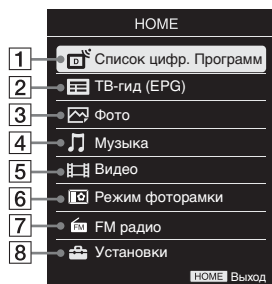 HOME
1 D Список цифр. Программ
2 ТВ-гид (EPG)
3 Фото
4 Музыка
5 Видео
6 Режим фоторамки
7 FM FM радио
8 Установки
HOME Выход